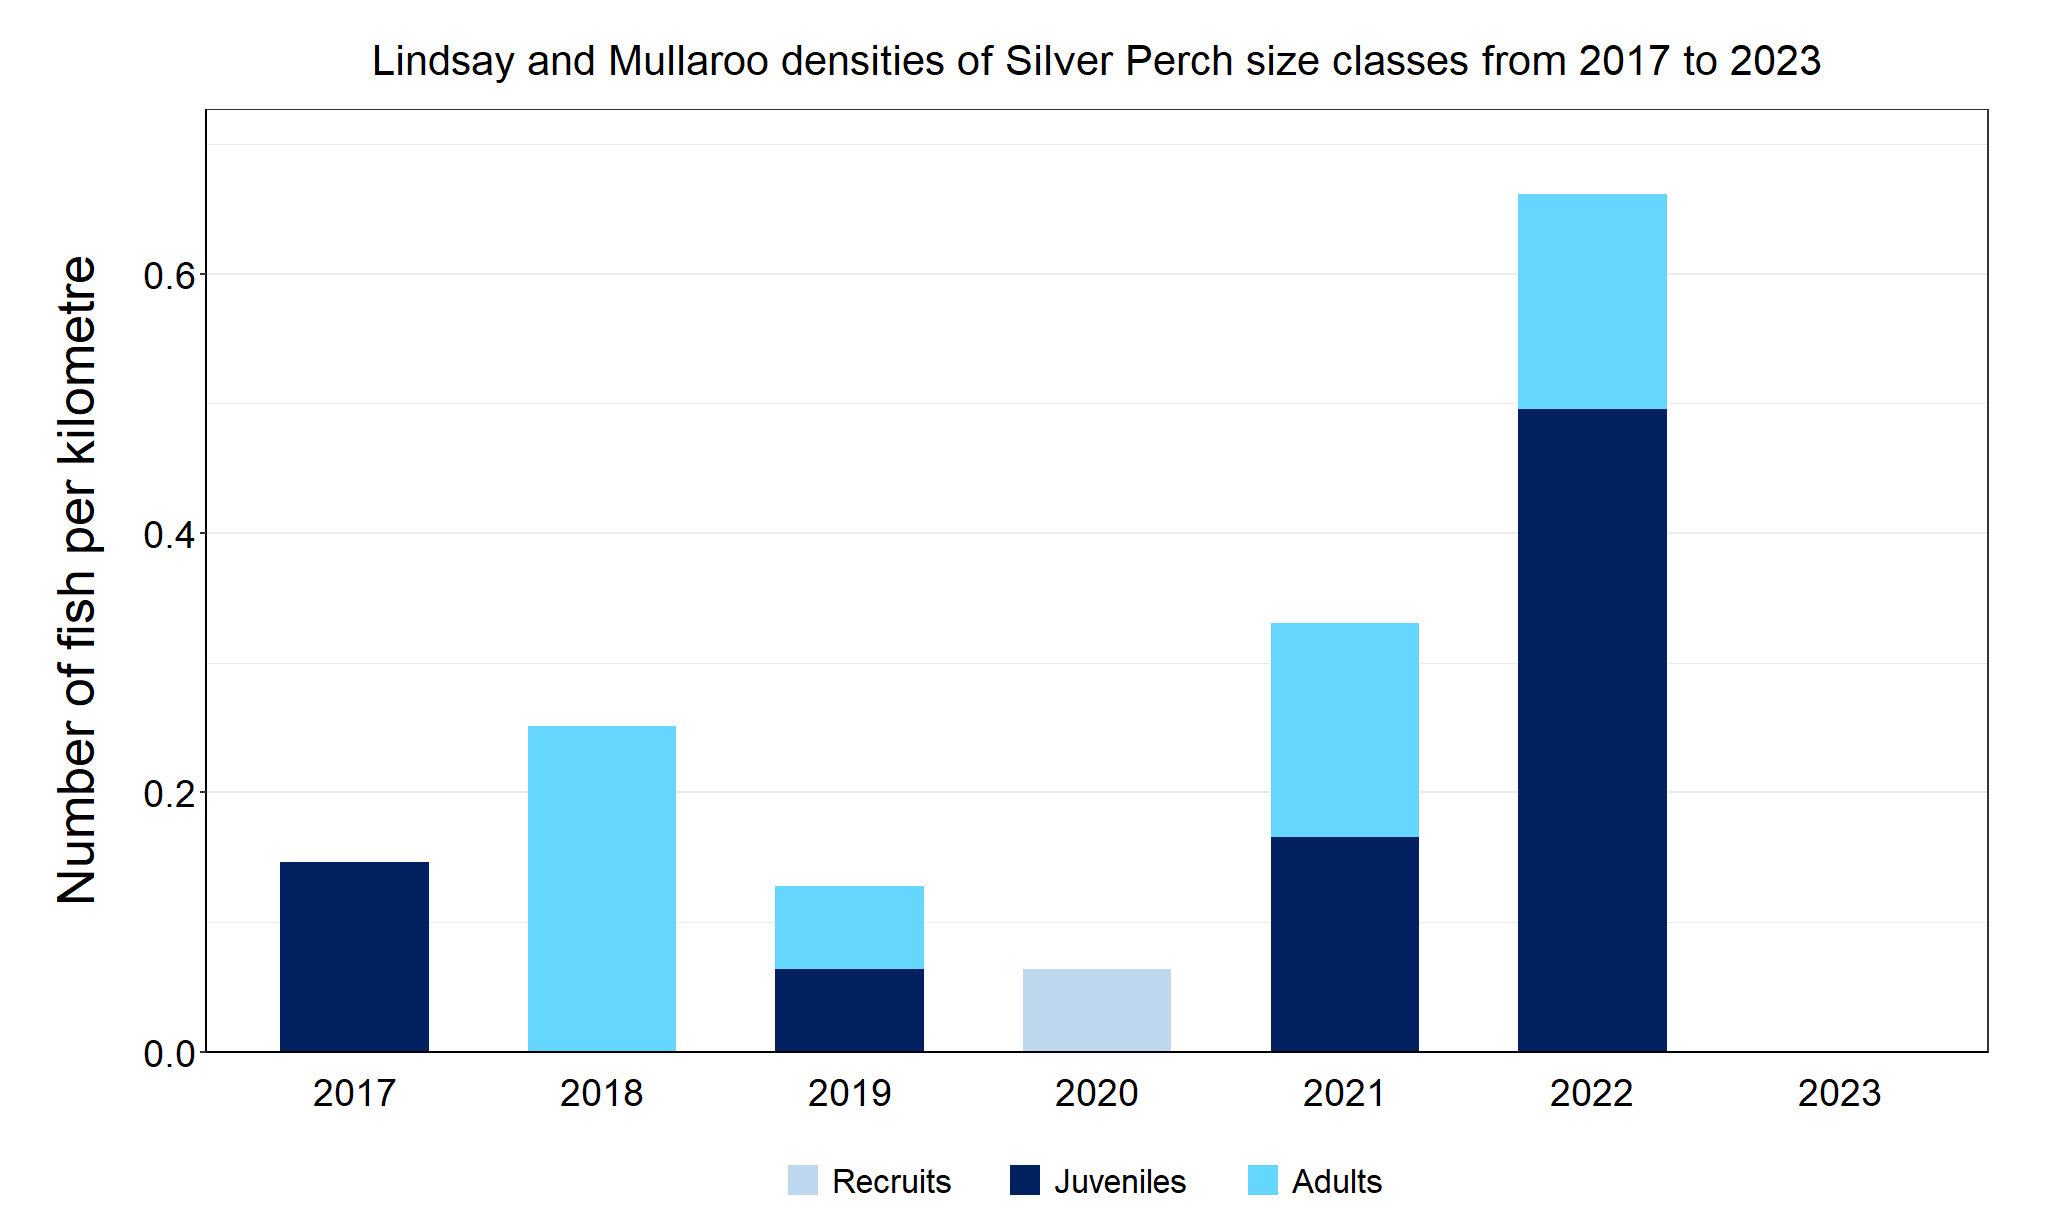 Lindsay and Mullaroo densities of Silver Perch size classes from 2017 to 2023
Number of fish per kilometre
0.6
0.4
0.2
0.0
2017 2018 2019 2020 2021 2022 2023
Recruits Juveniles Adults